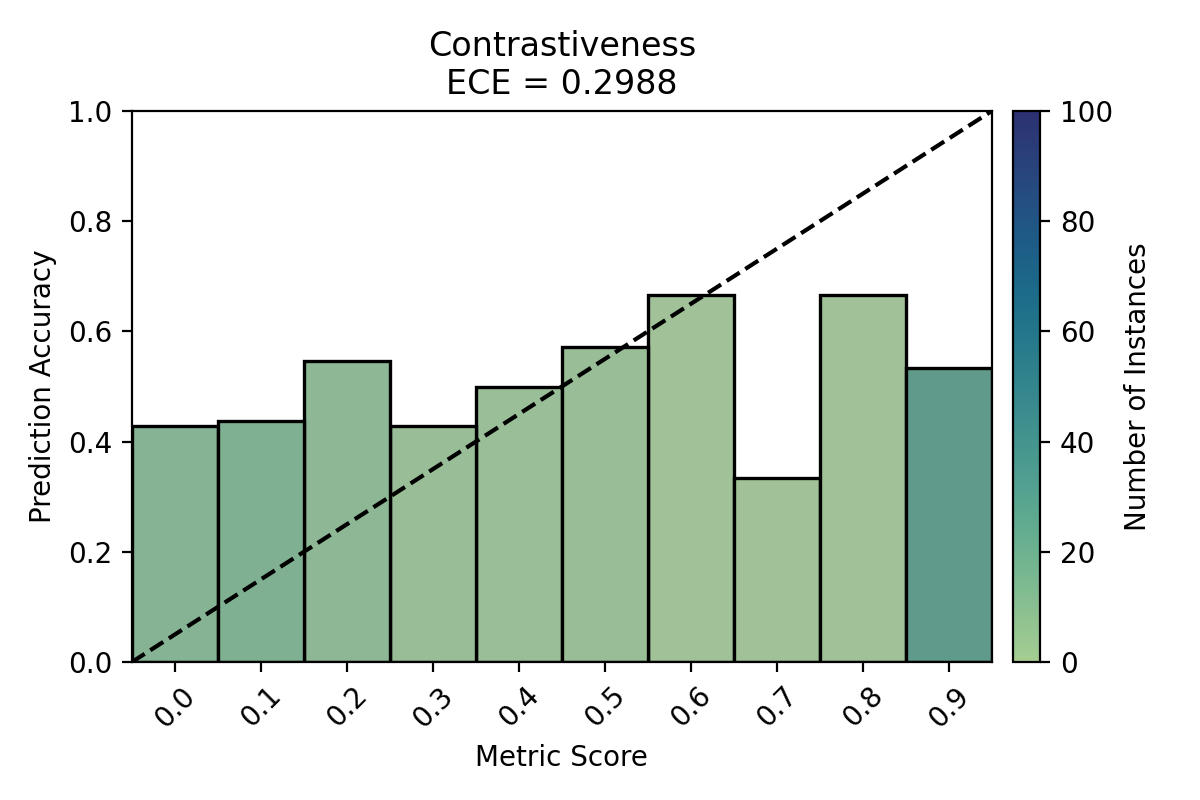 Contrastiveness
ECE = 0.2988
1.0
0.8
0.6
0.4
0.2
0.0
Prediction Accuracy
0.0 0.1 0.2 0.3 0.4 0.5 0.6 0.7 0.8 0.9
Metric Score
100
80
60
40
20
0
Number of Instances